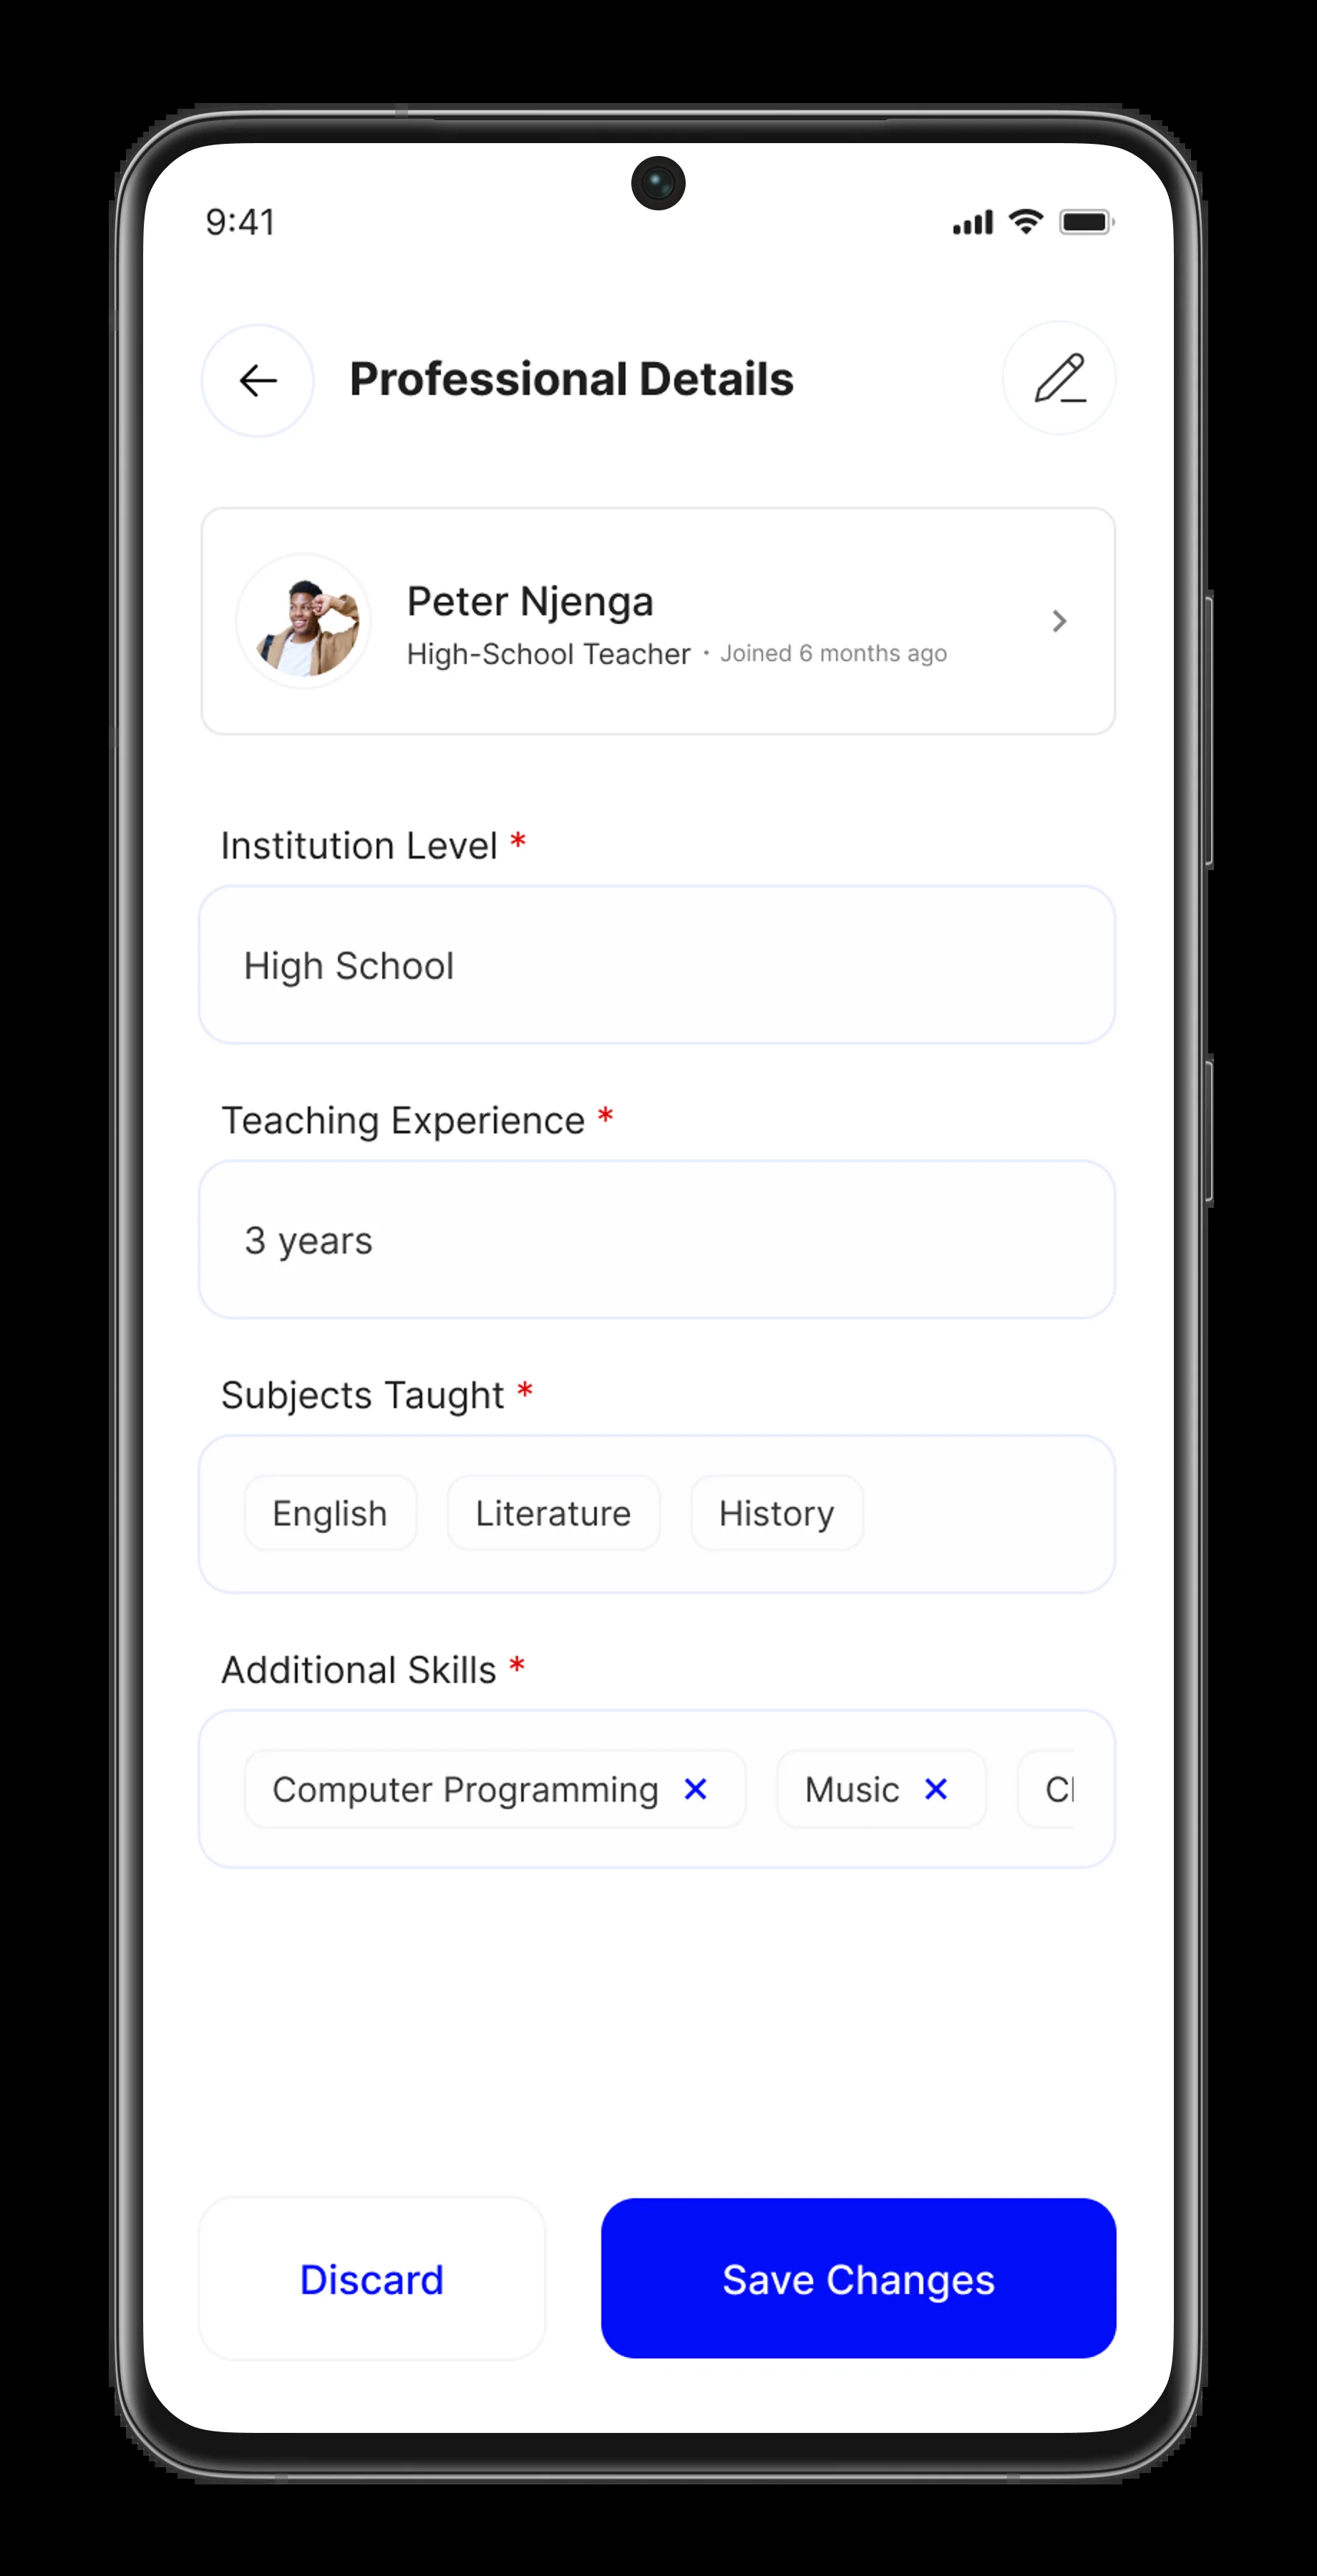 9:41
Professional Details
Peter Njenga
High-School Teacher · Joined 6 months ago
Institution Level *
High School
Teaching Experience *
3 years
Subjects Taught *
English Literature History
Additional Skills *
Computer Programming × Music ×
Discard Save Changes